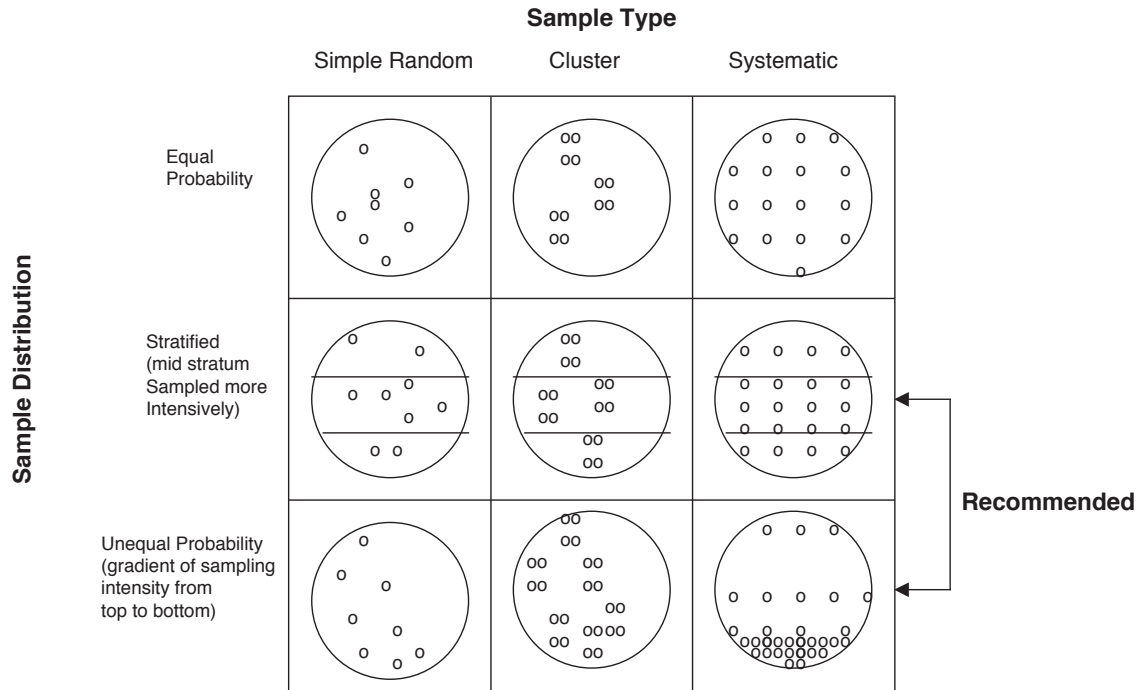 Sample Type
Simple Random
Cluster
Systematic
Sample Distribution
Equal
Probability
Stratified
(mid stratum
Sampled more
Intensively)
Unequal Probability
(gradient of sampling
intensity from
top to bottom)
Recommended